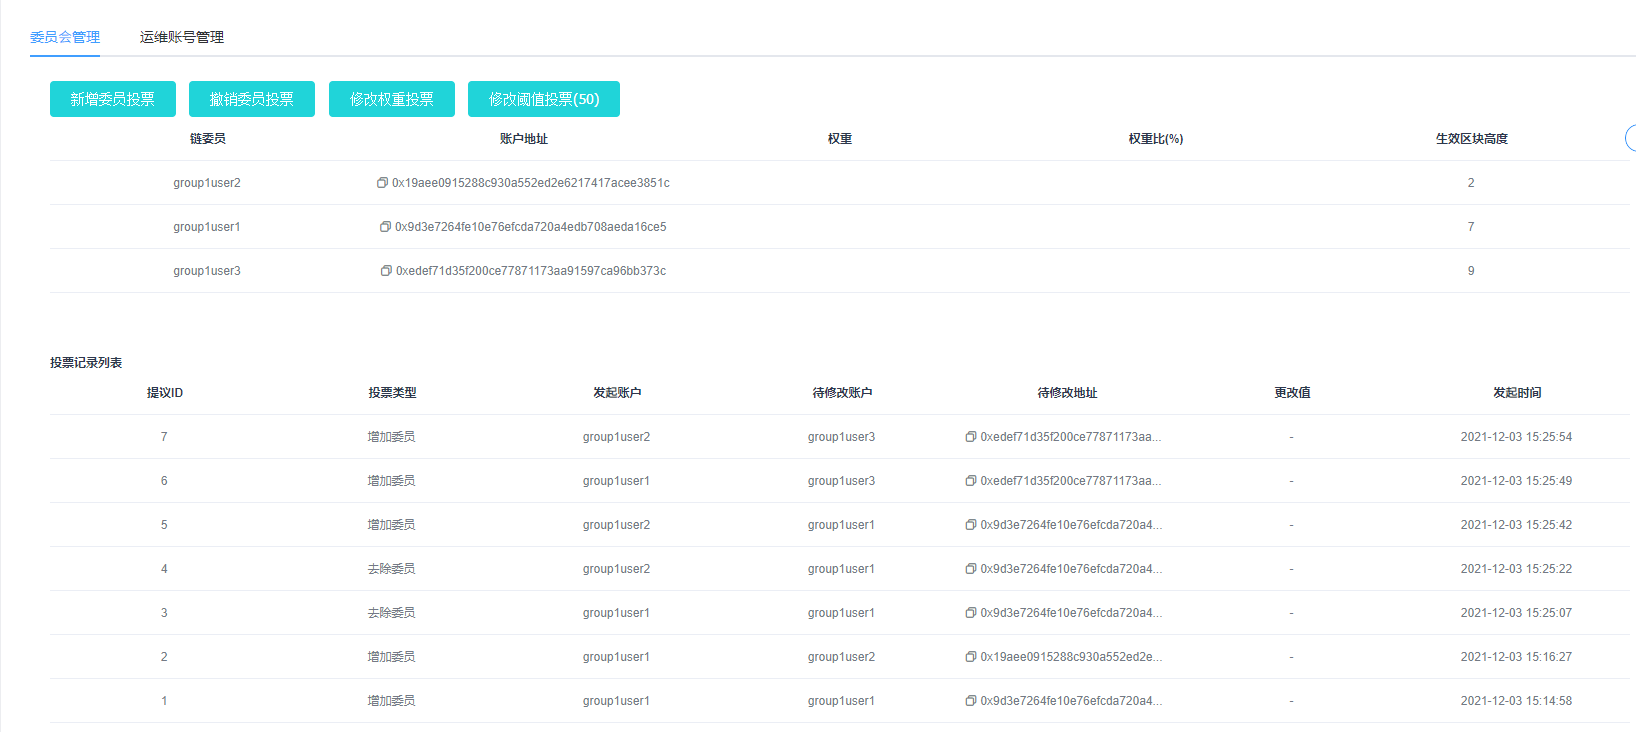 委员会管理 运维账号管理
新增委员投票 撤销委员投票 修改权重投票 修改阈值投票(50)
链委员 账户地址 权重 权重比(%) 生效区块高度
group1user2 0x19aee0915288c930a552ed2e6217417acee3851c 2
group1user1 0x9d3e7264fe10e76efcda720a4edb708aeda16ce5 7
group1user3 0xedef71d35f200ce77871173aa91597ca96bb373c 9
投票记录列表
提议ID 投票类型 发起账户 待修改账户 待修改地址 更改值 发起时间
7 增加委员 group1user2 group1user3 0xedef71d35f200ce77871173aa... - 2021-12-03 15:25:54
6 增加委员 group1user1 group1user3 0xedef71d35f200ce77871173aa... - 2021-12-03 15:25:49
5 增加委员 group1user2 group1user1 0x9d3e7264fe10e76efcda720a4... - 2021-12-03 15:25:42
4 去除委员 group1user2 group1user1 0x9d3e7264fe10e76efcda720a4... - 2021-12-03 15:25:22
3 去除委员 group1user1 group1user1 0x9d3e7264fe10e76efcda720a4... - 2021-12-03 15:25:07
2 增加委员 group1user1 group1user2 0x19aee0915288c930a552ed2e... - 2021-12-03 15:16:27
1 增加委员 group1user1 group1user1 0x9d3e7264fe10e76efcda720a4... - 2021-12-03 15:14:58